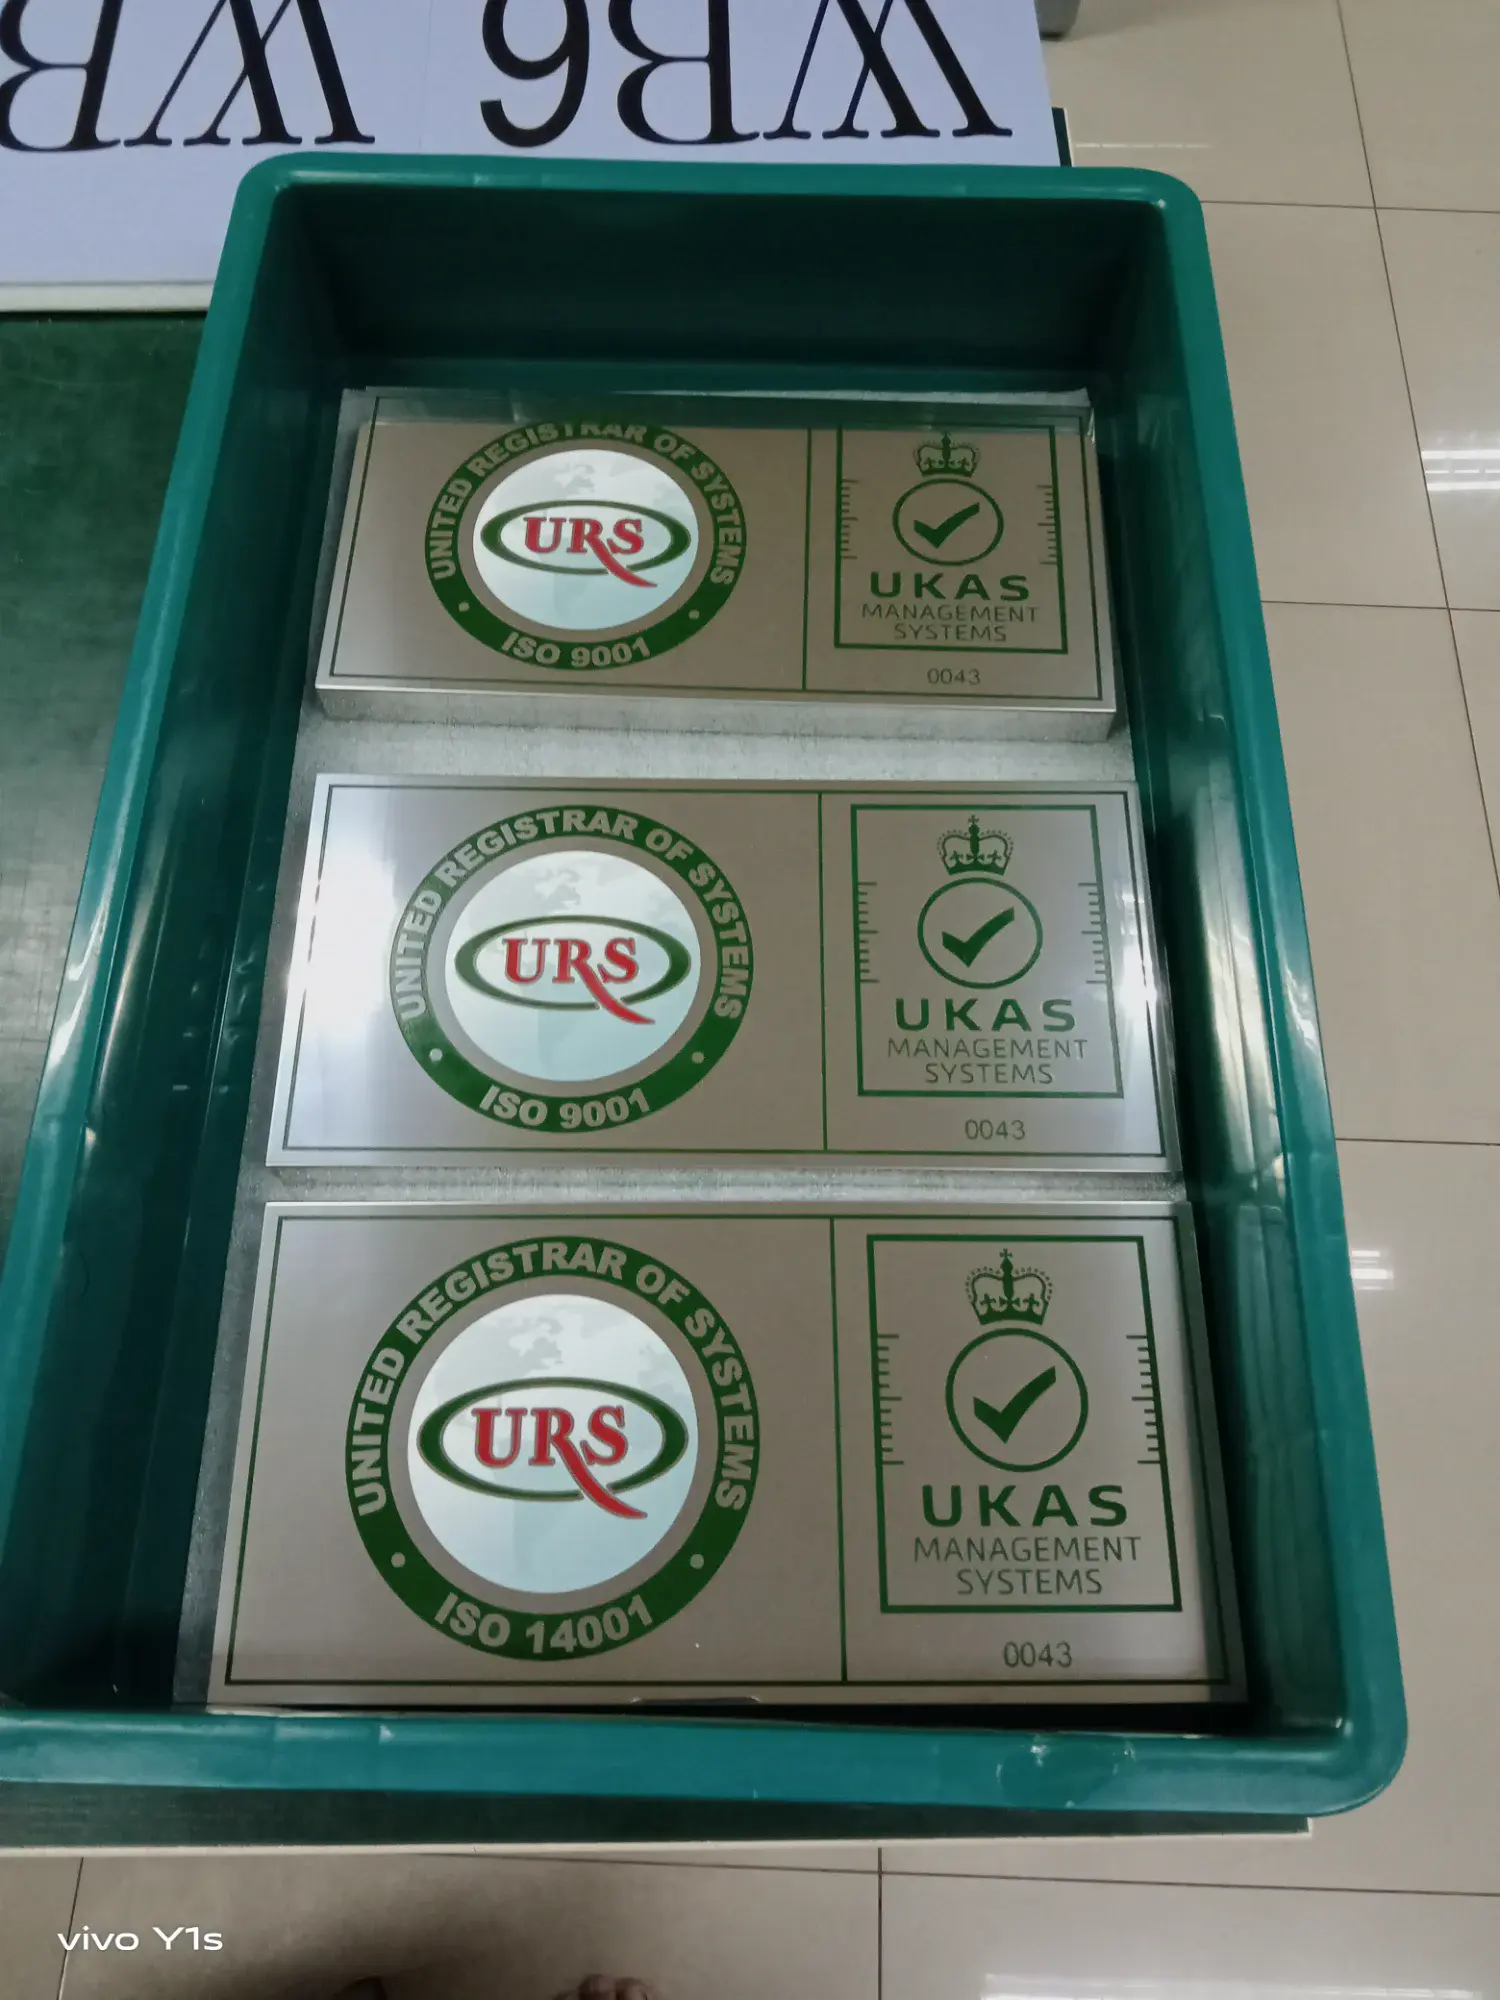 WB6 WB
UNITED REGISTRAR OF SYSTEMS
URS
ISO 9001
UKAS
MANAGEMENT
SYSTEMS
0043
UNITED REGISTRAR OF SYSTEMS
URS
ISO 9001
UKAS
MANAGEMENT
SYSTEMS
0043
UNITED REGISTRAR OF SYSTEMS
URS
ISO 14001
UKAS
MANAGEMENT
SYSTEMS
0043
vivo Y1s